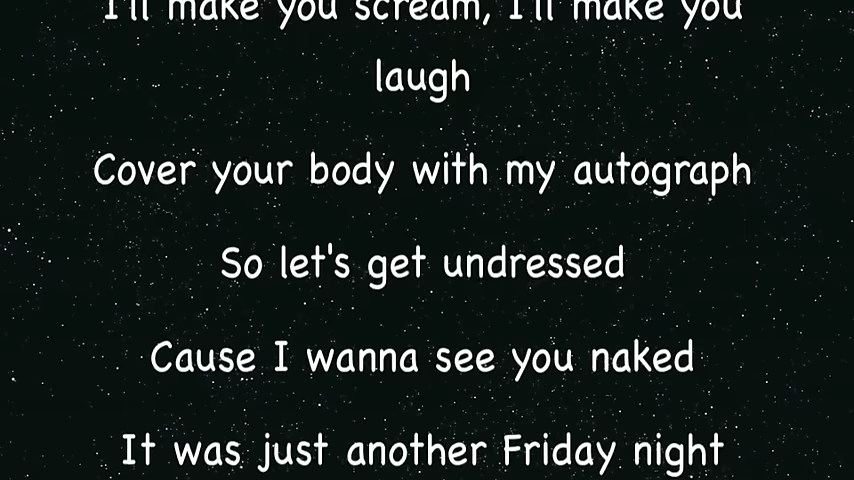 I'll make you scream, I'll make you
laugh
Cover your body with my autograph
So let's get undressed
Cause I wanna see you naked
It was just another Friday night